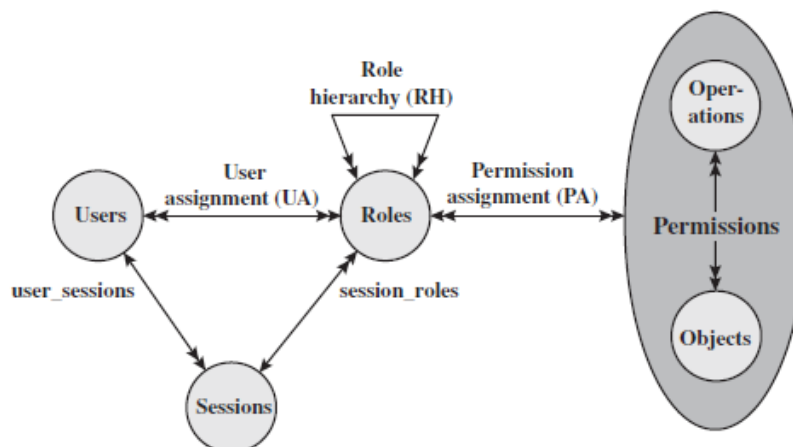 Role
hierarchy (RH)
Oper-
ations
User
assignment (UA)
Permission
assignment (PA)
Users
Roles
Permissions
user_sessions
session_roles
Objects
Sessions